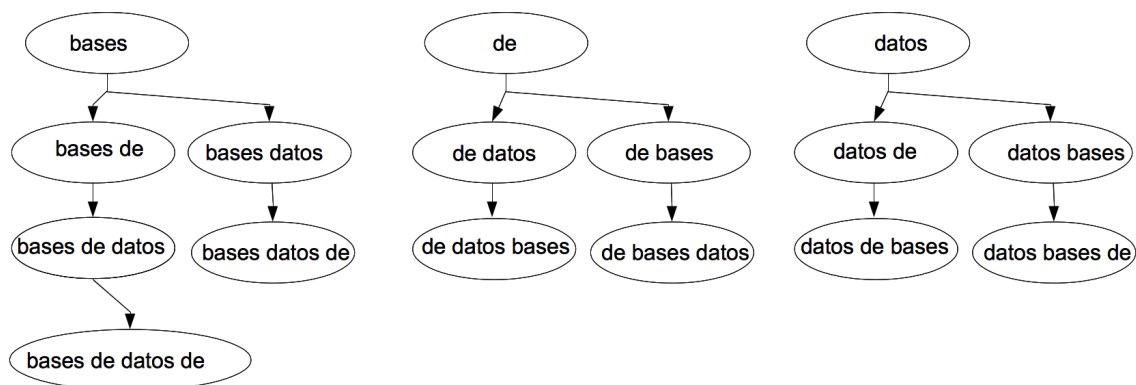 bases
de
datos
bases de
bases datos
de datos
de bases
datos de
datos bases
bases de datos
bases datos de
de datos bases
de bases datos
datos de bases
datos bases de
bases de datos de